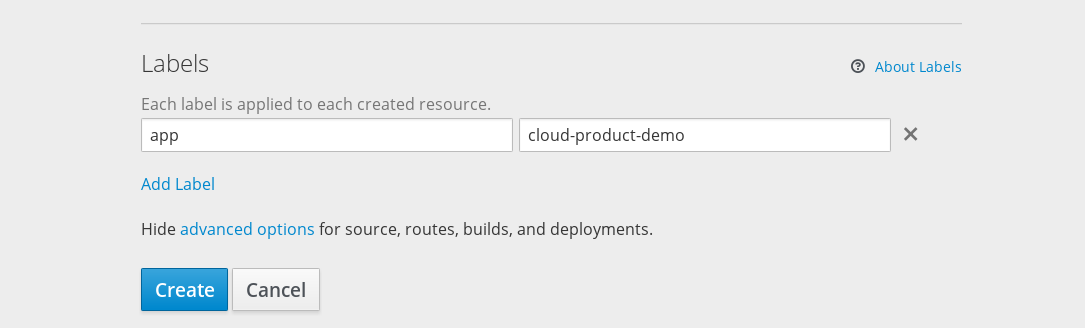 Labels
About Labels
Each label is applied to each created resource.
app
cloud-product-demo
Add Label
Hide advanced options for source, routes, builds, and deployments.
Create
Cancel